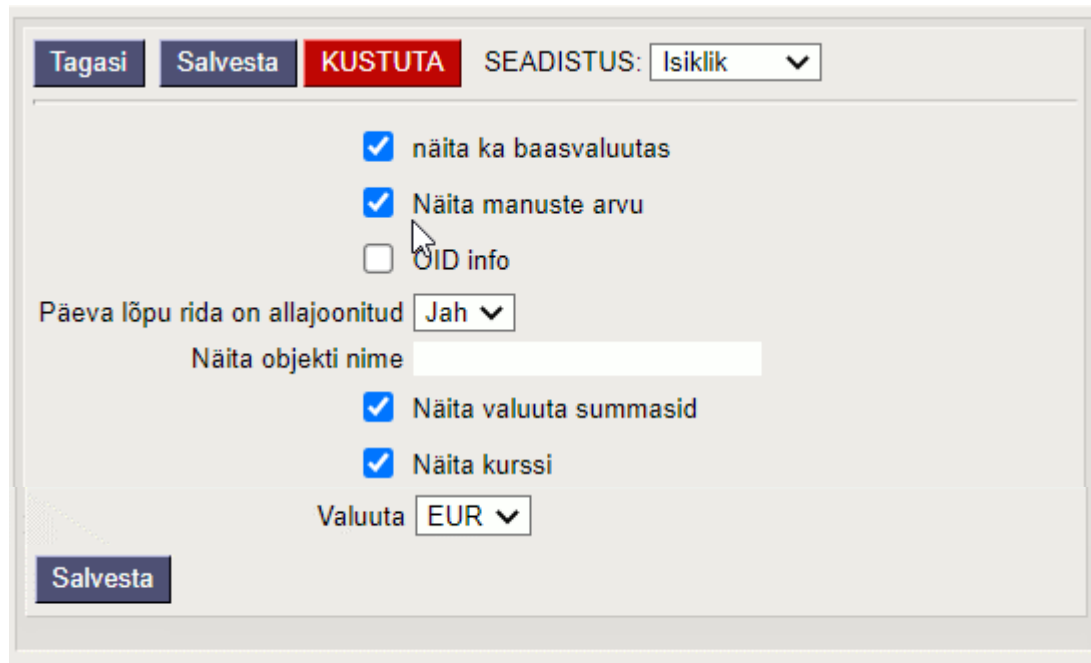 Tagasi Salvesta KUSTUTA SEADISTUS: Isiklik
näita ka baasvaluutas
Näita manuste arvu
OID info
Päeva lõpu rida on allajoonitud Jah
Näita objekti nime
Näita valuuta summasid
Näita kurssi
Valuuta EUR
Salvesta